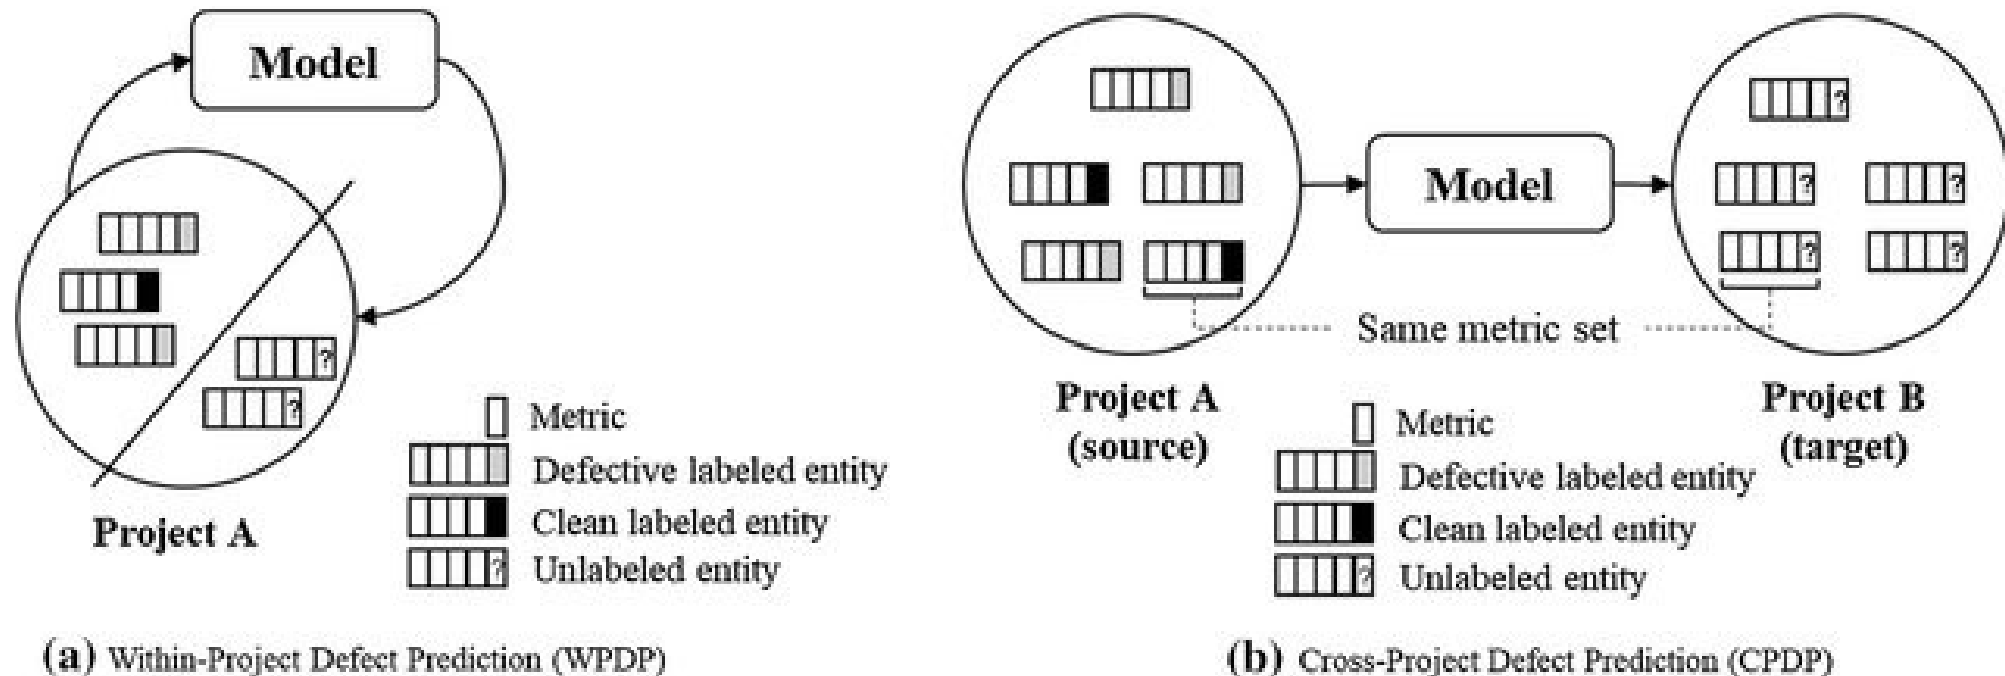 Model
?
?
Project A
Metric
Defective labeled entity
Clean labeled entity
? Unlabeled entity
(a) Within-Project Defect Prediction (WPDP)
Model
?
? ?
? ?
Same metric set
Project A
(source)
Project B
(target)
Metric
Defective labeled entity
Clean labeled entity
? Unlabeled entity
(b) Cross-Project Defect Prediction (CPDP)